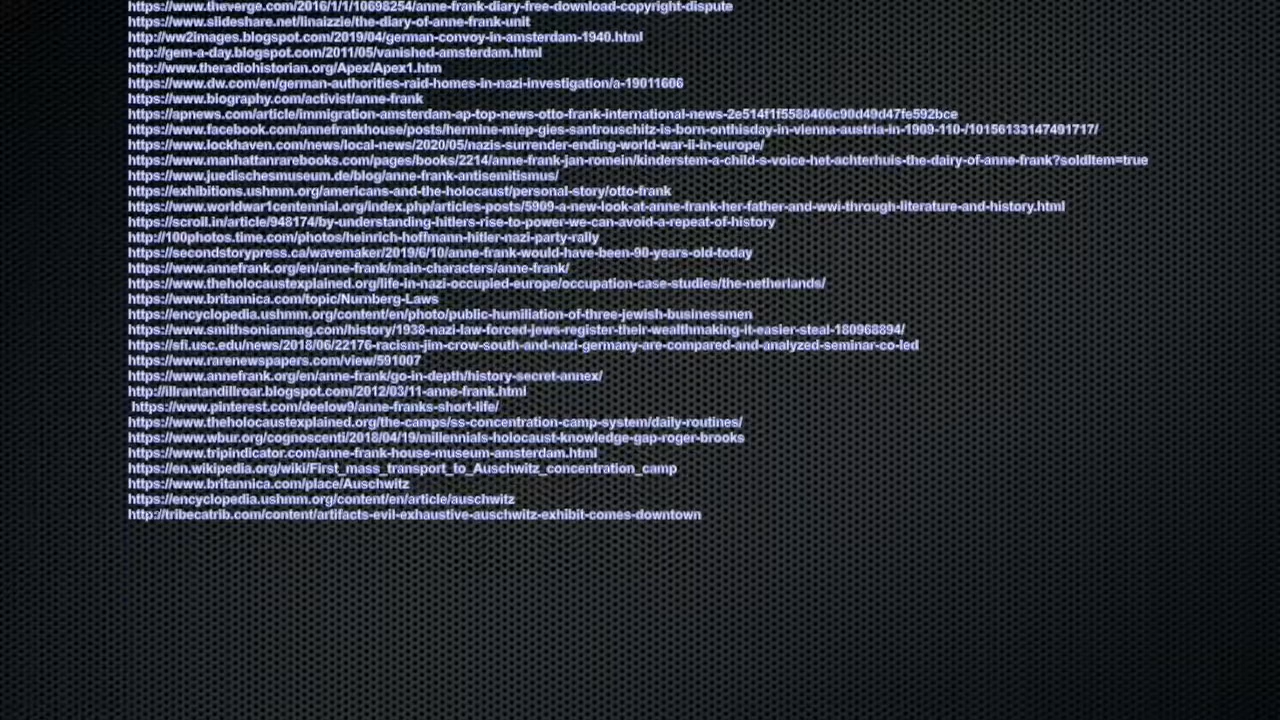 https://www.theverge.com/2016/1/1/10698254/anne-frank-diary-free-download-copyright-dispute
https://www.slideshare.net/linaizzie/the-diary-of-anne-frank-unit
http://ww2images.blogspot.com/2019/04/german-convoy-in-amsterdam-1940.html
http://gem-a-day.blogspot.com/2011/05/vanished-amsterdam.html
http://www.theradiohistorian.org/Apex/Apex1.htm
https://www.dw.com/en/german-authorities-raid-homes-in-nazi-investigation/a-19011606
https://www.biography.com/activist/anne-frank
https://apnews.com/article/immigration-amsterdam-ap-top-news-otto-frank-international-news-2e514f1f5588466c90d49d47fe592bce
https://www.facebook.com/annefrankhouse/posts/hermine-miep-gies-santrouschitz-is-born-onthisday-in-vienna-austria-in-1909-110-/10156133147491717/
https://www.lockhaven.com/news/local-news/2020/05/nazis-surrender-ending-world-war-ii-in-europe/
https://www.manhattanrarebooks.com/pages/books/2214/anne-frank-jan-romein/kinderstem-a-child-s-voice-het-achterhuis-the-dairy-of-anne-frank?soldItem=true
https://www.juedischesmuseum.de/blog/anne-frank-antisemitismus/
https://exhibitions.ushmm.org/americans-and-the-holocaust/personal-story/otto-frank
https://www.worldwar1centennial.org/index.php/articles-posts/5909-a-new-look-at-anne-frank-her-father-and-wwi-through-literature-and-history.html
https://scroll.in/article/948174/by-understanding-hitlers-rise-to-power-we-can-avoid-a-repeat-of-history
http://100photos.time.com/photos/heinrich-hoffmann-hitler-nazi-party-rally
https://secondstorypress.ca/wavemaker/2019/6/10/anne-frank-would-have-been-90-years-old-today
https://www.annefrank.org/en/anne-frank/main-characters/anne-frank/
https://www.theholocaustexplained.org/life-in-nazi-occupied-europe/occupation-case-studies/the-netherlands/
https://www.britannica.com/topic/Nurnberg-Laws
https://encyclopedia.ushmm.org/content/en/photo/public-humiliation-of-three-jewish-businessmen
https://www.smithsonianmag.com/history/1938-nazi-law-forced-jews-register-their-wealthmaking-it-easier-steal-180968894/
https://sfi.usc.edu/news/2018/06/22176-racism-jim-crow-south-and-nazi-germany-are-compared-and-analyzed-seminar-co-led
https://www.rarenewspapers.com/view/591007
https://www.annefrank.org/en/anne-frank/go-in-depth/history-secret-annex/
http://illrantandillroar.blogspot.com/2012/03/11-anne-frank.html
https://www.pinterest.com/deelow9/anne-franks-short-life/
https://www.theholocaustexplained.org/the-camps/ss-concentration-camp-system/daily-routines/
https://www.wbur.org/cognoscenti/2018/04/19/millennials-holocaust-knowledge-gap-roger-brooks
https://www.tripindicator.com/anne-frank-house-museum-amsterdam.html
https://en.wikipedia.org/wiki/First_mass_transport_to_Auschwitz_concentration_camp
https://www.britannica.com/place/Auschwitz
https://encyclopedia.ushmm.org/content/en/article/auschwitz
http://tribecatrib.com/content/artifacts-evil-exhaustive-auschwitz-exhibit-comes-downtown